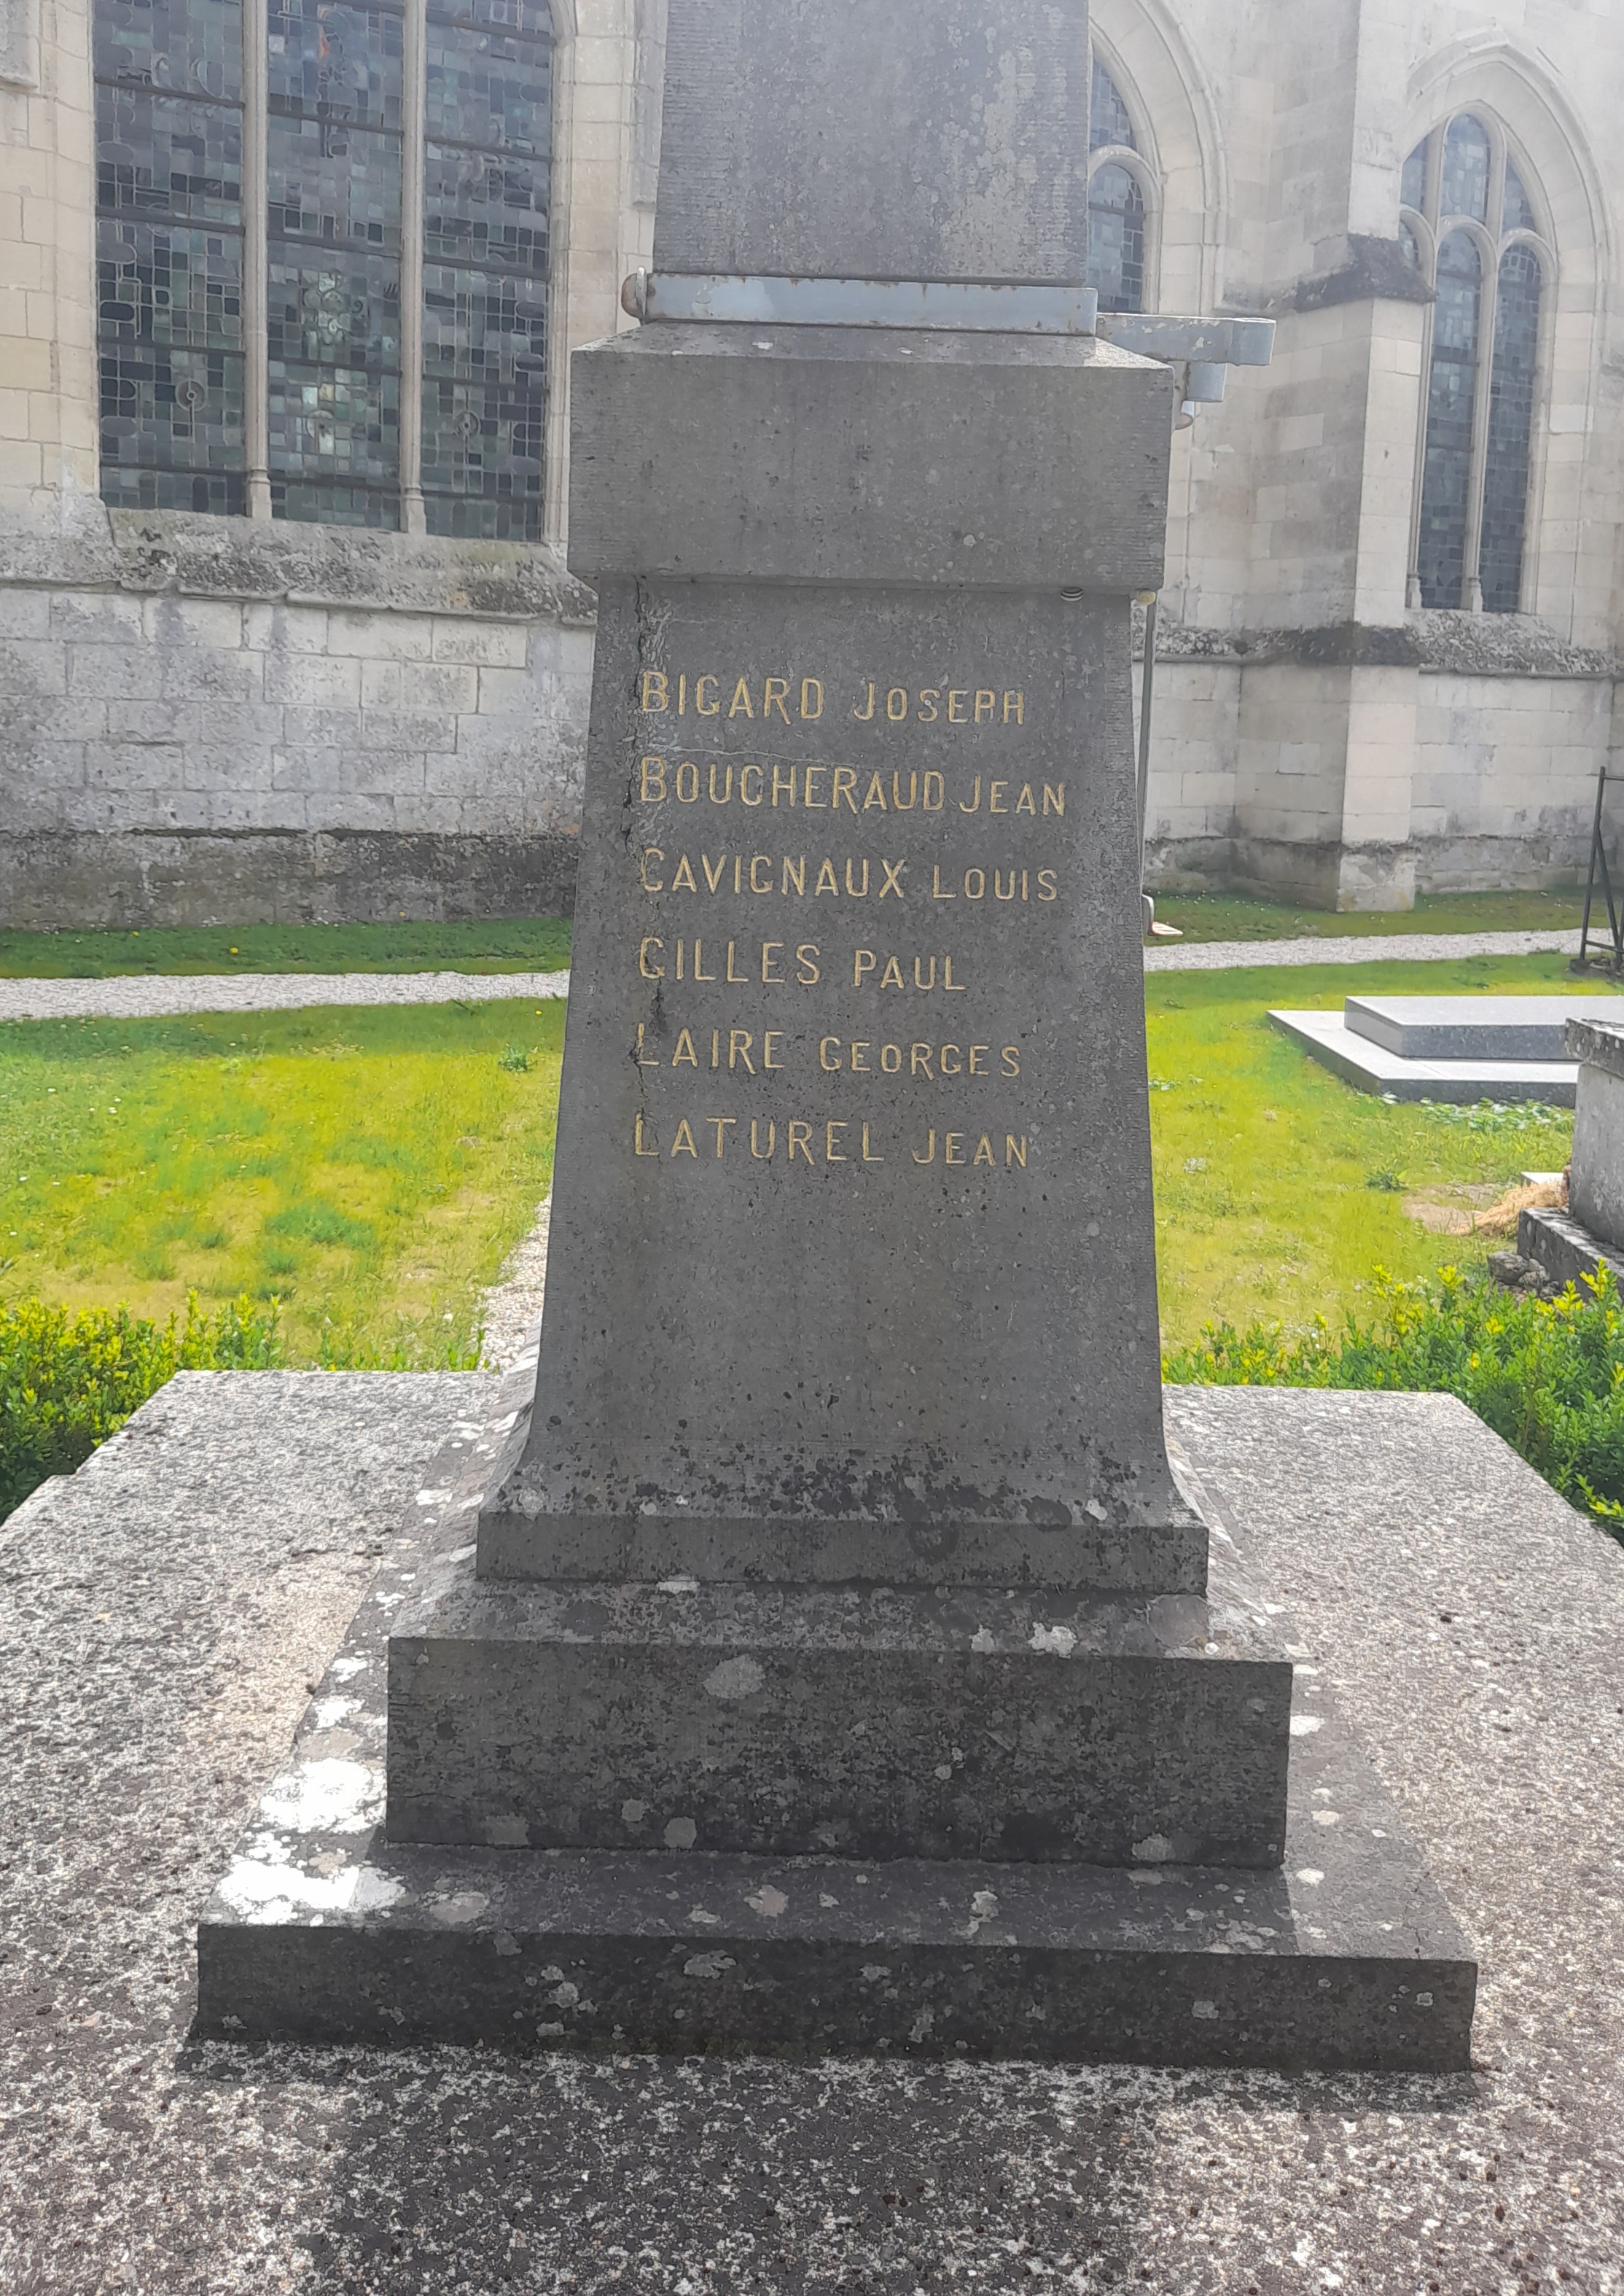 BIGARD JOSEPH
BOUCHERAUD JEAN
CAVIGNAUX LOUIS
GILLES PAUL
LAIRE GEORGES
LATUREL JEAN